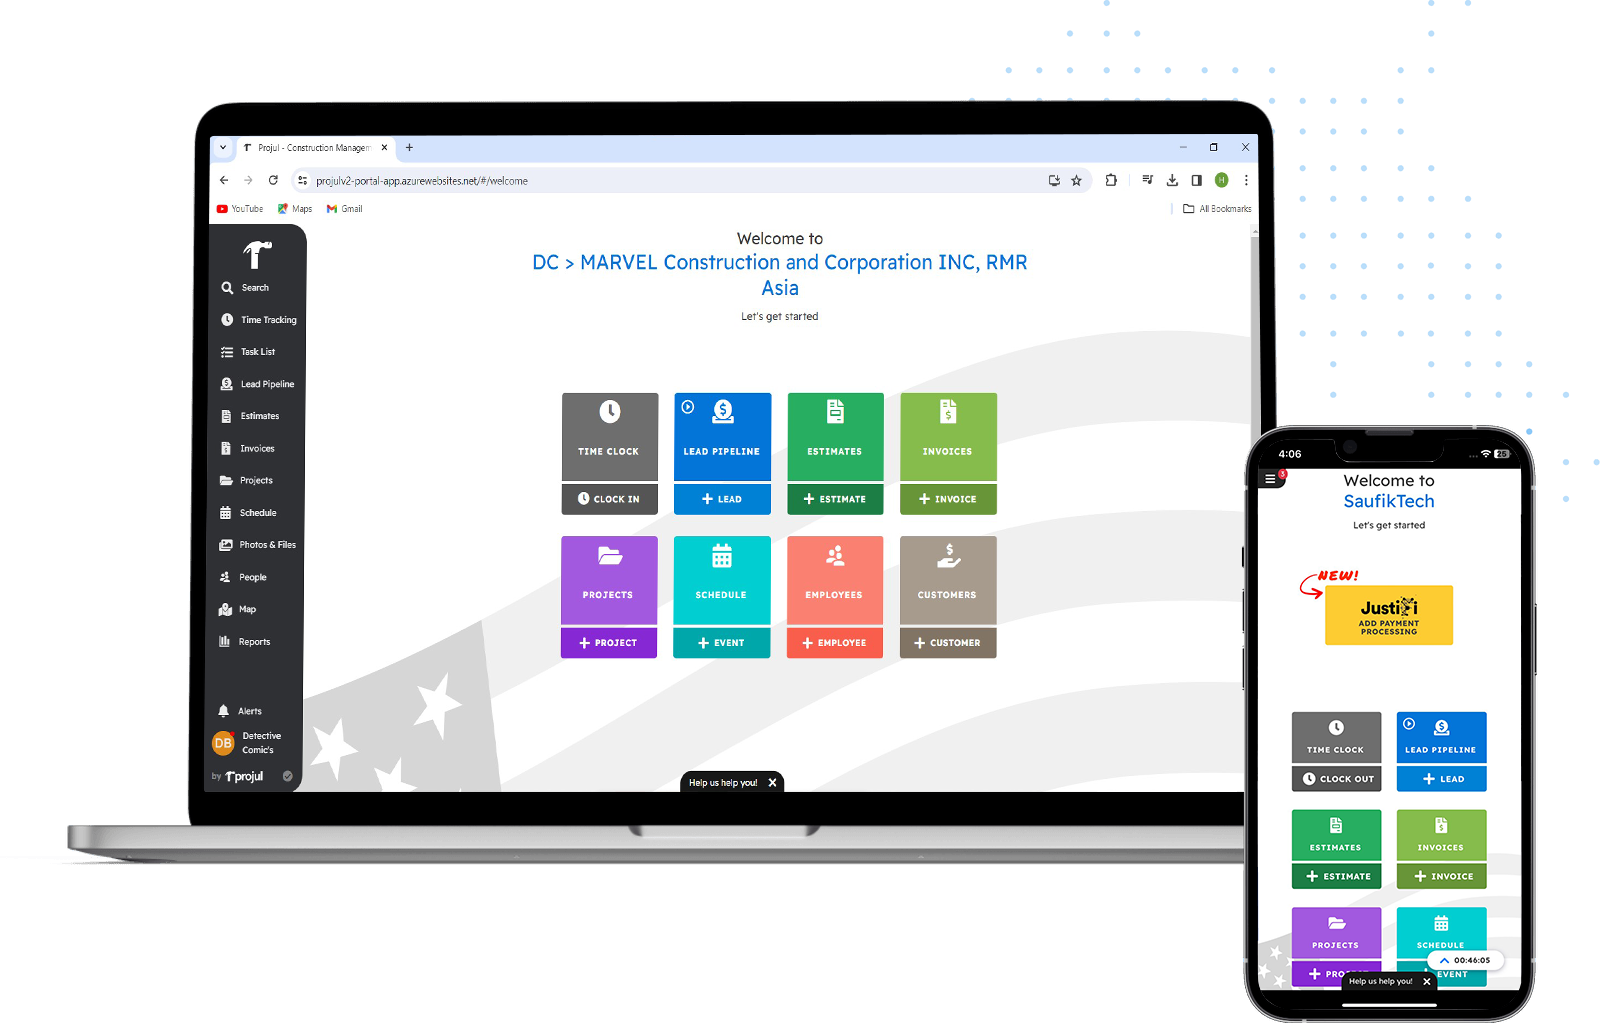 Projul - Construction Managem
projulv2-portal-app.azurewebsites.net/#/welcome
H
YouTube
Maps
Gmail
All Bookmarks
Search
Time Tracking
Task List
Lead Pipeline
Estimates
Invoices
Projects
Schedule
Photos & Files
People
Map
Reports
Alerts
DB
Detective
Comic's
by projul
Welcome to
DC > MARVEL Construction and Corporation INC, RMR
Asia
Let's get started
TIME CLOCK
CLOCK IN
LEAD PIPELINE
+ LEAD
ESTIMATES
+ ESTIMATE
INVOICES
+ INVOICE
PROJECTS
+ PROJECT
SCHEDULE
+ EVENT
EMPLOYEES
+ EMPLOYEE
CUSTOMERS
+ CUSTOMER
Help us help you! X
4:06
25
3
Welcome to
SaufikTech
Let's get started
NEW!
Justifi
ADD PAYMENT
PROCESSING
TIME CLOCK
CLOCK OUT
LEAD PIPELINE
+ LEAD
ESTIMATES
+ ESTIMATE
INVOICES
+ INVOICE
PROJECTS
+ PROJE
SCHEDULE
00:46:05
EVENT
Help us help you! X